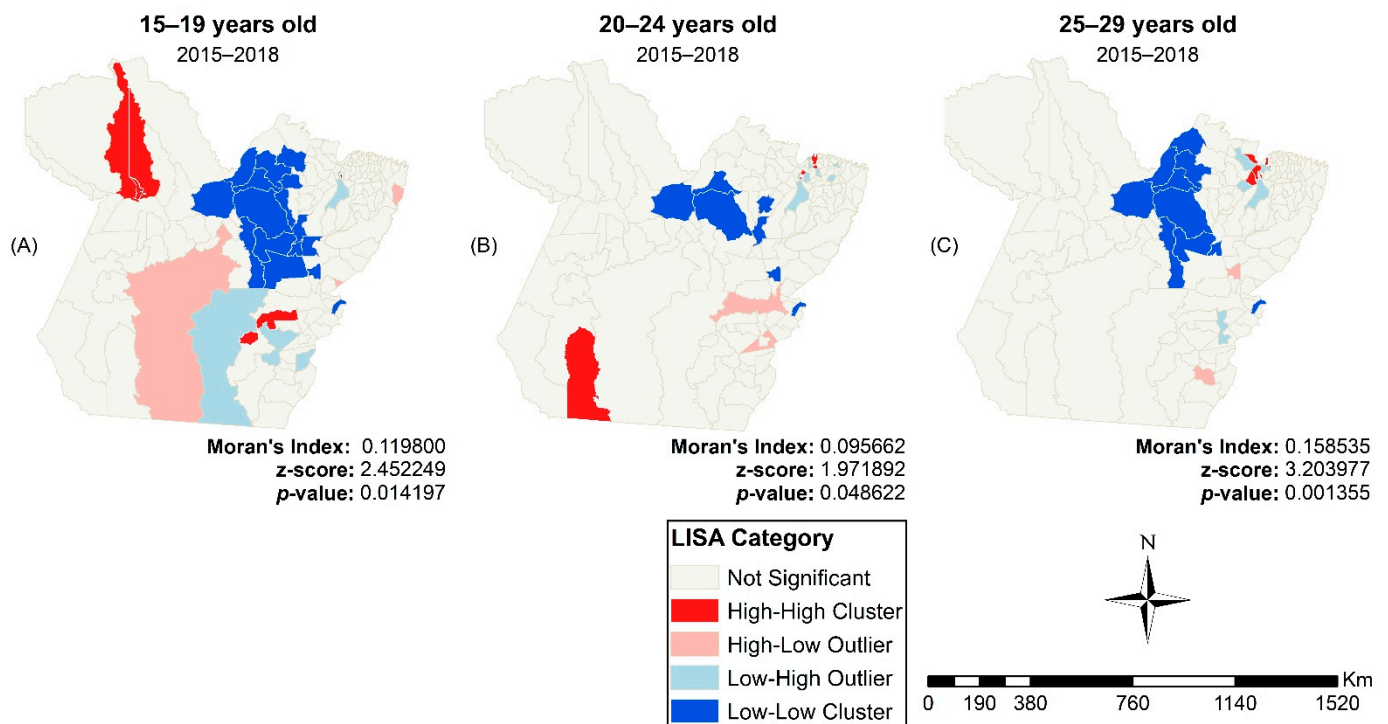 15–19 years old
2015–2018
20–24 years old
2015–2018
25–29 years old
2015–2018
(A)
(B)
(C)
Moran's Index: 0.119800
z-score: 2.452249
p-value: 0.014197
Moran's Index: 0.095662
z-score: 1.971892
p-value: 0.048622
Moran's Index: 0.158535
z-score: 3.203977
p-value: 0.001355
LISA Category
Not Significant
High-High Cluster
High-Low Outlier
Low-High Outlier
Low-Low Cluster
N
Km
0 190 380 760 1140 1520